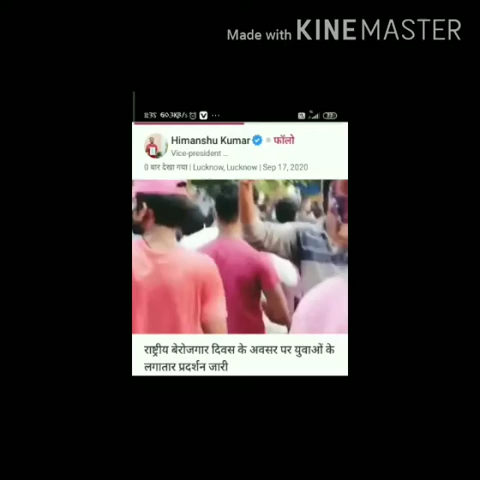 Made with KINEMASTER
Himanshu Kumar • फॉलो
Vice-president ...
0 बार देखा गया | Lucknow, Lucknow | Sep 17, 2020
राष्ट्रीय बेरोजगार दिवस के अवसर पर युवाओं के
लगातार प्रदर्शन जारी